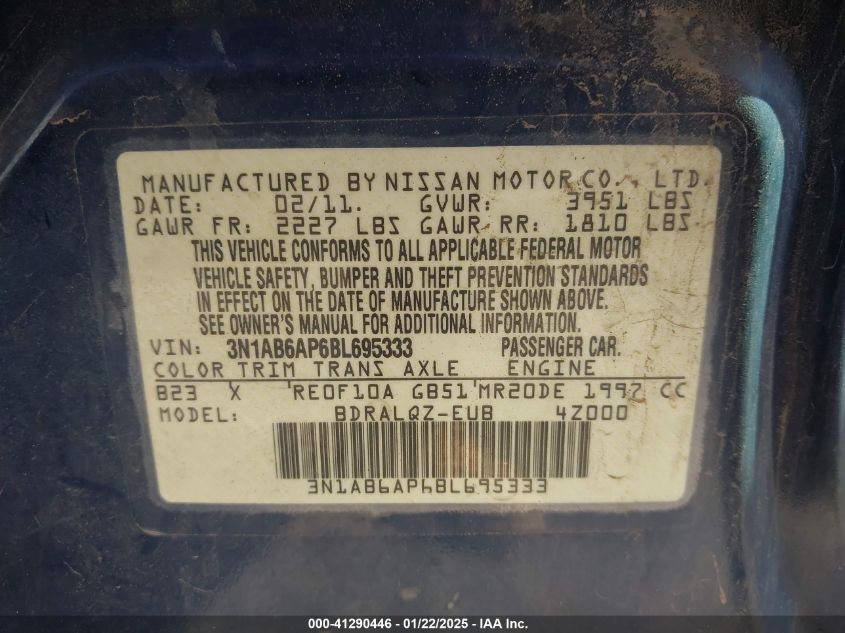 MANUFACTURED BY NISSAN MOTOR CO., LTD.
DATE: 02/11. GVWR: 3951 LBS
GAWR FR: 2227 LBS GAWR RR: 1810 LBS
THIS VEHICLE CONFORMS TO ALL APPLICABLE FEDERAL MOTOR
VEHICLE SAFETY, BUMPER AND THEFT PREVENTION STANDARDS
IN EFFECT ON THE DATE OF MANUFACTURE SHOWN ABOVE.
SEE OWNER'S MANUAL FOR ADDITIONAL INFORMATION.
VIN: 3N1AB6AP6BL695333 PASSENGER CAR.
COLOR TRIM TRANS AXLE ENGINE
B23 X RE0F10A GB51 MR20DE 1997 CC
MODEL: BDRALQZ-EUB 4Z000
3N1AB6AP6BL695333
000-41290446 - 01/22/2025 - IAA Inc.